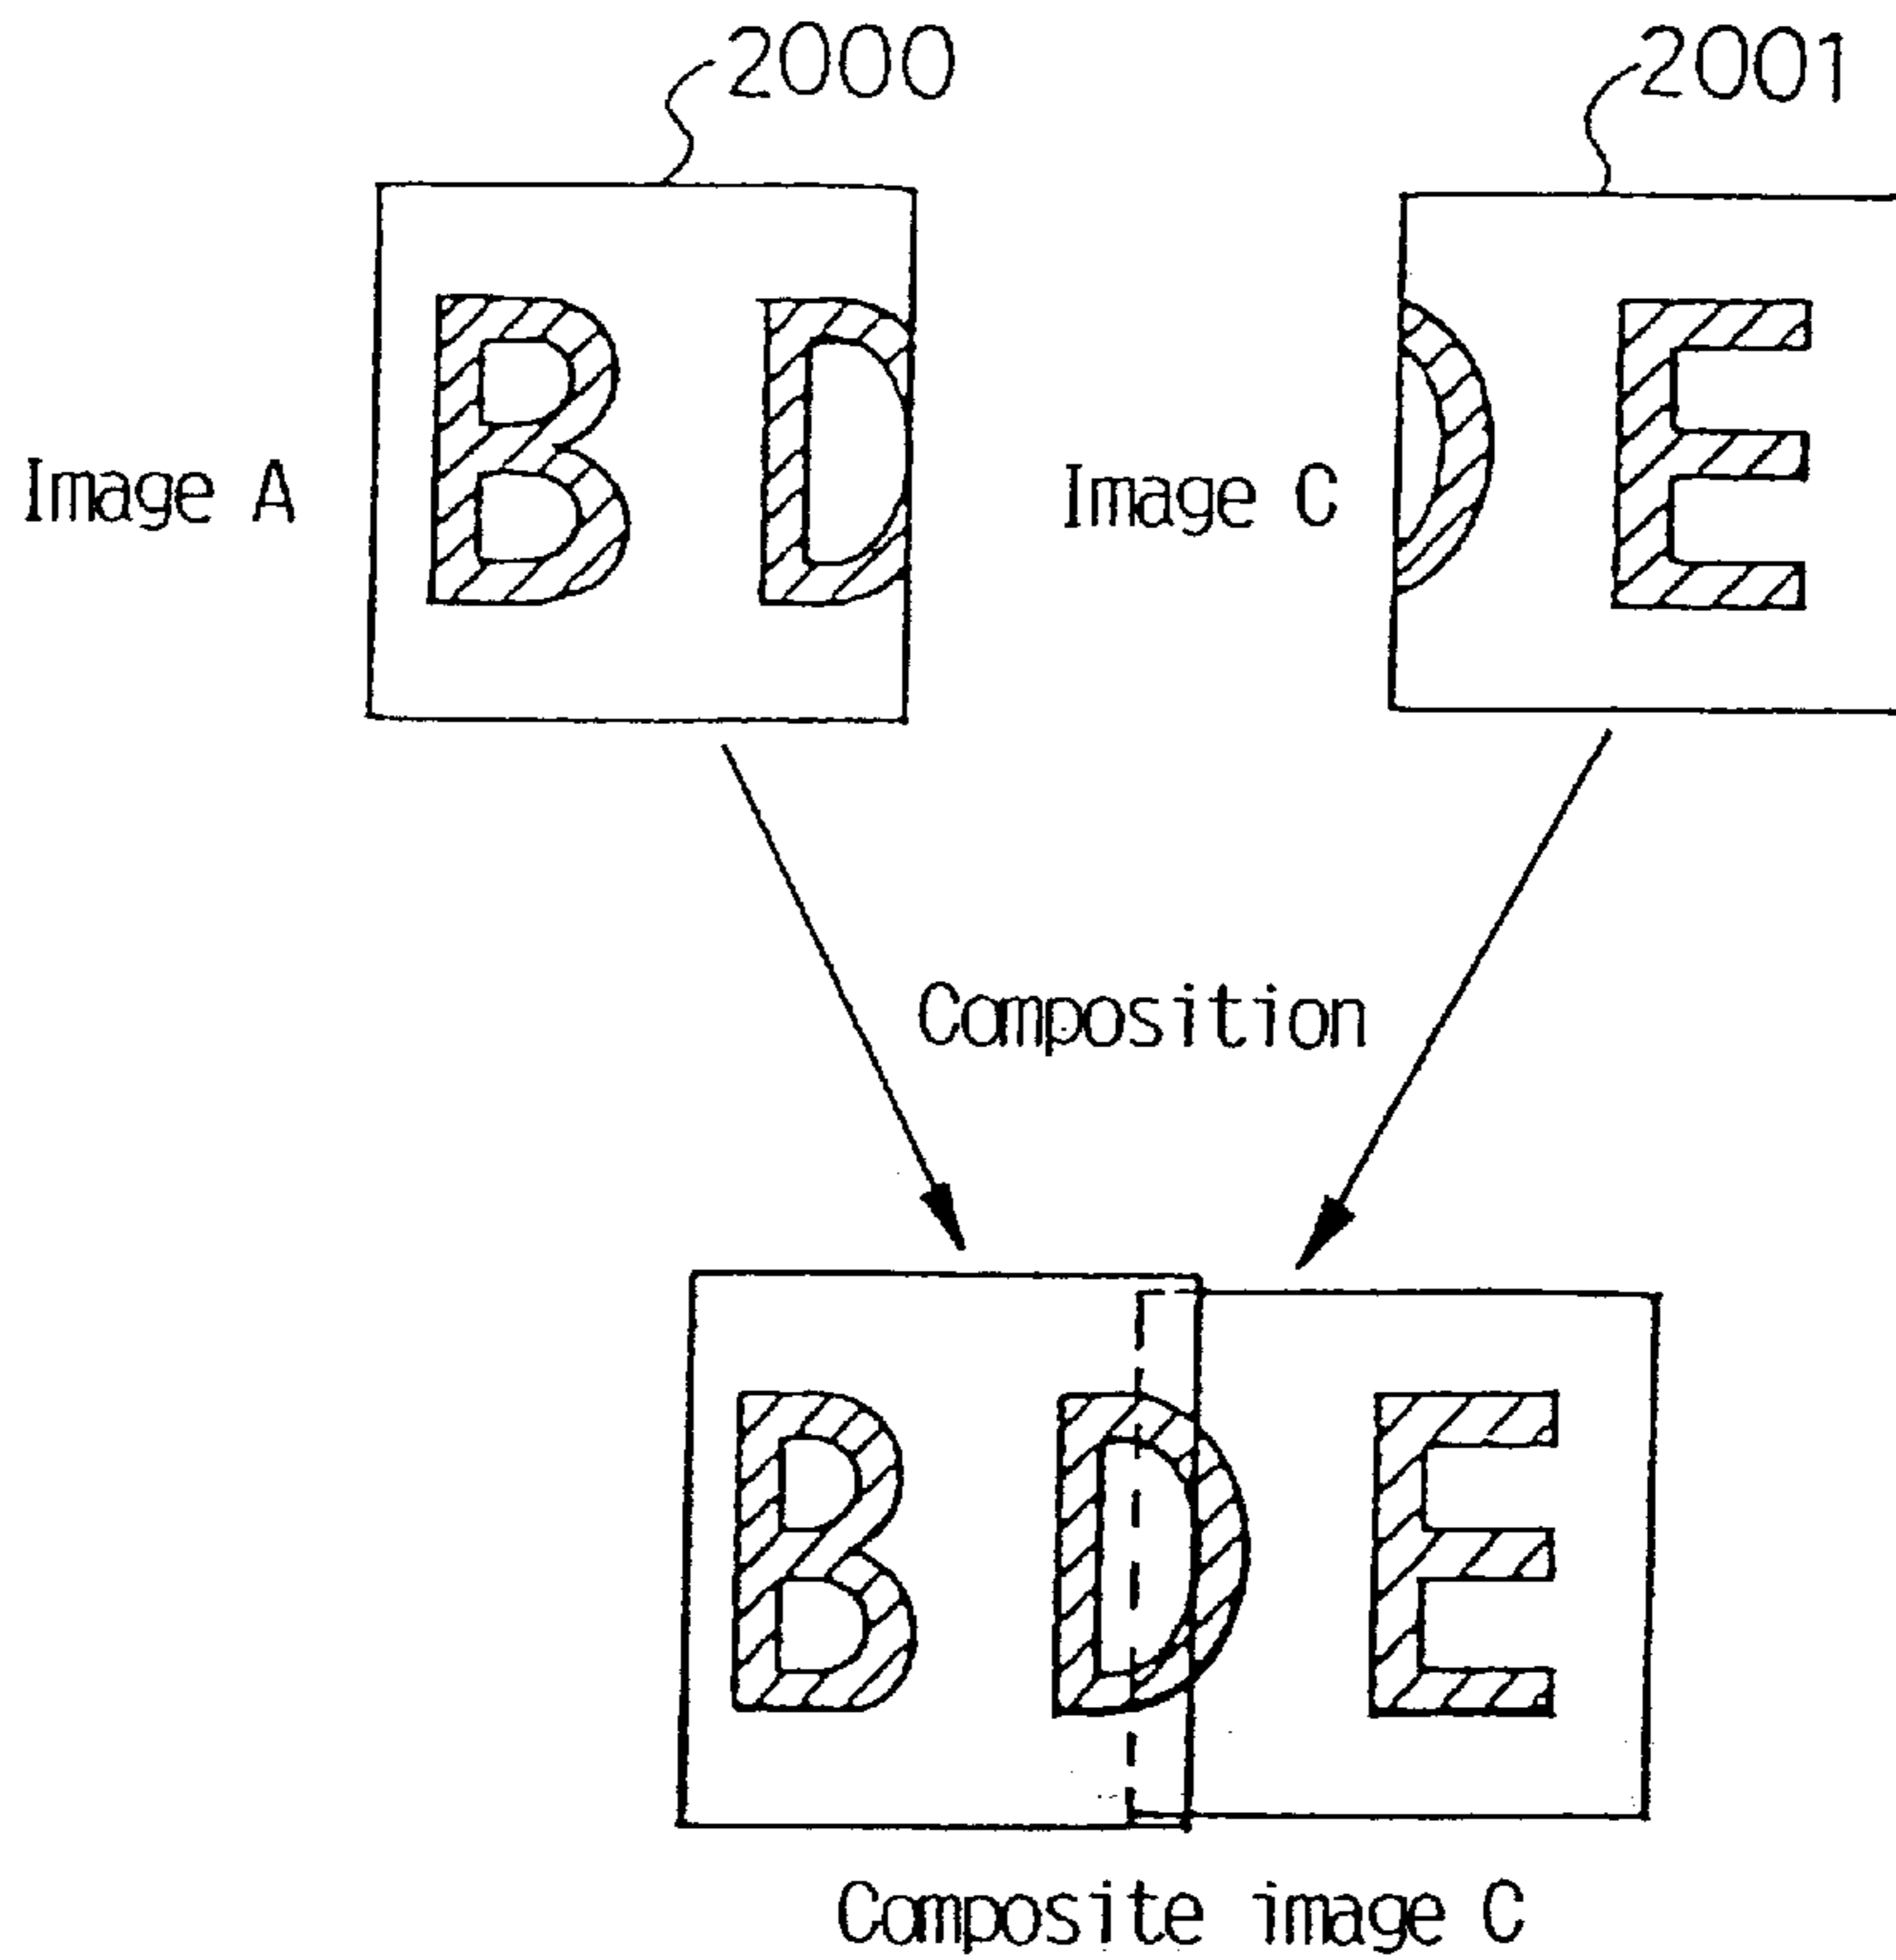 2000
2001
Image A
B D
Image C
E
Composition
B D E
Composite image C